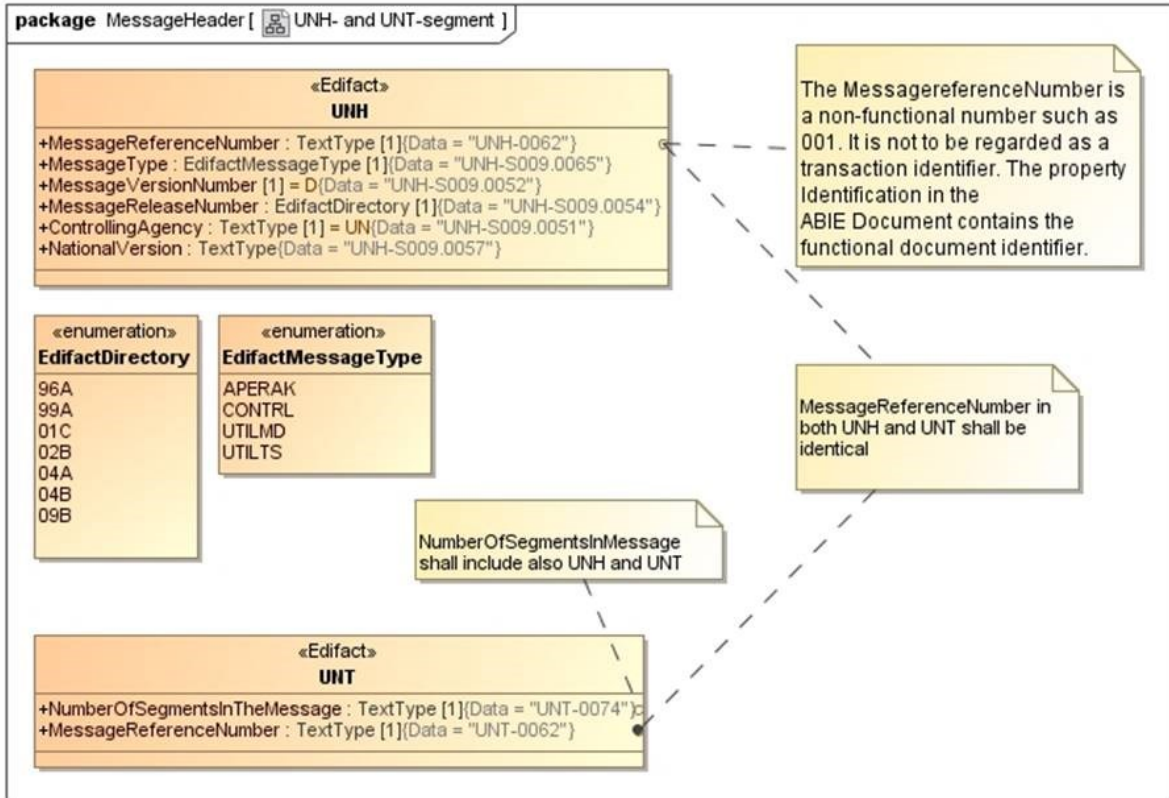 package MessageHeader [ UNH- and UNT-segment ]
«Edifact»
UNH
+MessageReferenceNumber : TextType [1]{Data = "UNH-0062"}
+MessageType : EdifactMessageType [1]{Data = "UNH-S009.0065"}
+MessageVersionNumber [1] = D{Data = "UNH-S009.0052"}
+MessageReleaseNumber : EdifactDirectory [1]{Data = "UNH-S009.0054"}
+ControllingAgency : TextType [1] = UN{Data = "UNH-S009.0051"}
+NationalVersion : TextType{Data = "UNH-S009.0057"}
The MessagereferenceNumber is
a non-functional number such as
001. It is not to be regarded as a
transaction identifier. The property
Identification in the
ABIE Document contains the
functional document identifier.
«enumeration»
EdifactDirectory
96A
99A
01C
02B
04A
04B
09B
«enumeration»
EdifactMessageType
APERAK
CONTRL
UTILMD
UTILTS
MessageReferenceNumber in
both UNH and UNT shall be
identical
NumberOfSegmentsInMessage
shall include also UNH and UNT
«Edifact»
UNT
+NumberOfSegmentsInTheMessage : TextType [1]{Data = "UNT-0074"}
+MessageReferenceNumber : TextType [1]{Data = "UNT-0062"}